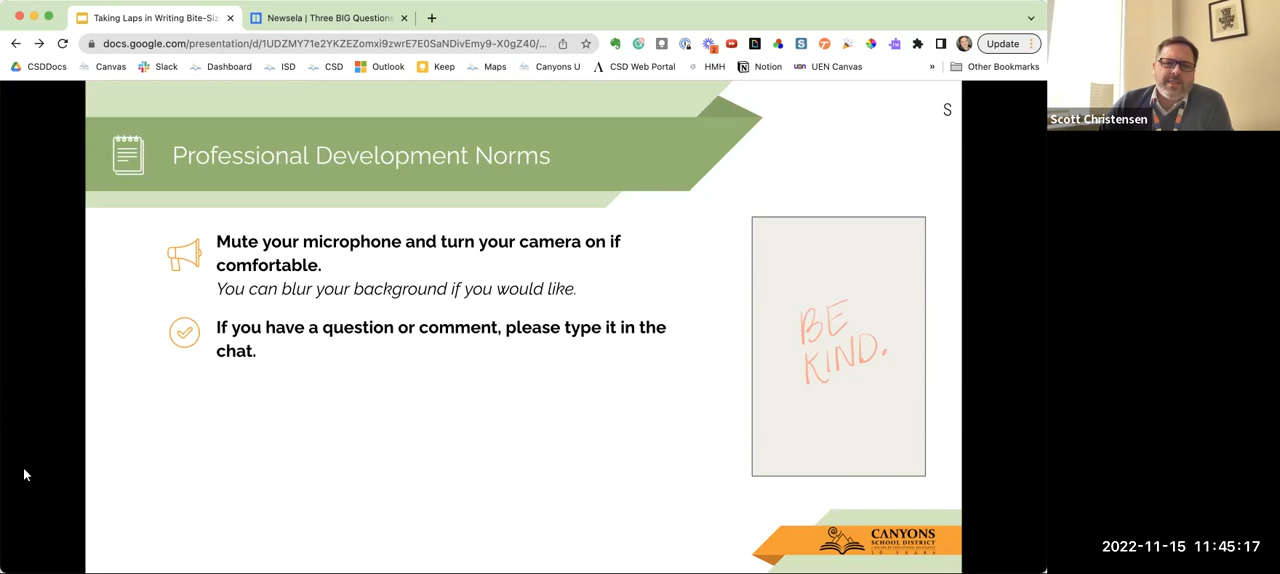 Taking Laps in Writing Bite-Siz
Newsela | Three BIG Questions
docs.google.com/presentation/d/1UDZMY71e2YKZEZomxi9zwrE7E0SaNDivEmy9-X0gZ40/...
Update
CSDDocs
Canvas
Slack
Dashboard
ISD
CSD
Outlook
Keep
Maps
Canyons U
CSD Web Portal
HMH
Notion
UEN Canvas
»
Other Bookmarks
Scott Christensen
S
Professional Development Norms
Mute your microphone and turn your camera on if
comfortable.
You can blur your background if you would like.
If you have a question or comment, please type it in the
chat.
BE
KIND.
CANYONS
SCHOOL DISTRICT
10 YEARS
2022-11-15 11:45:17